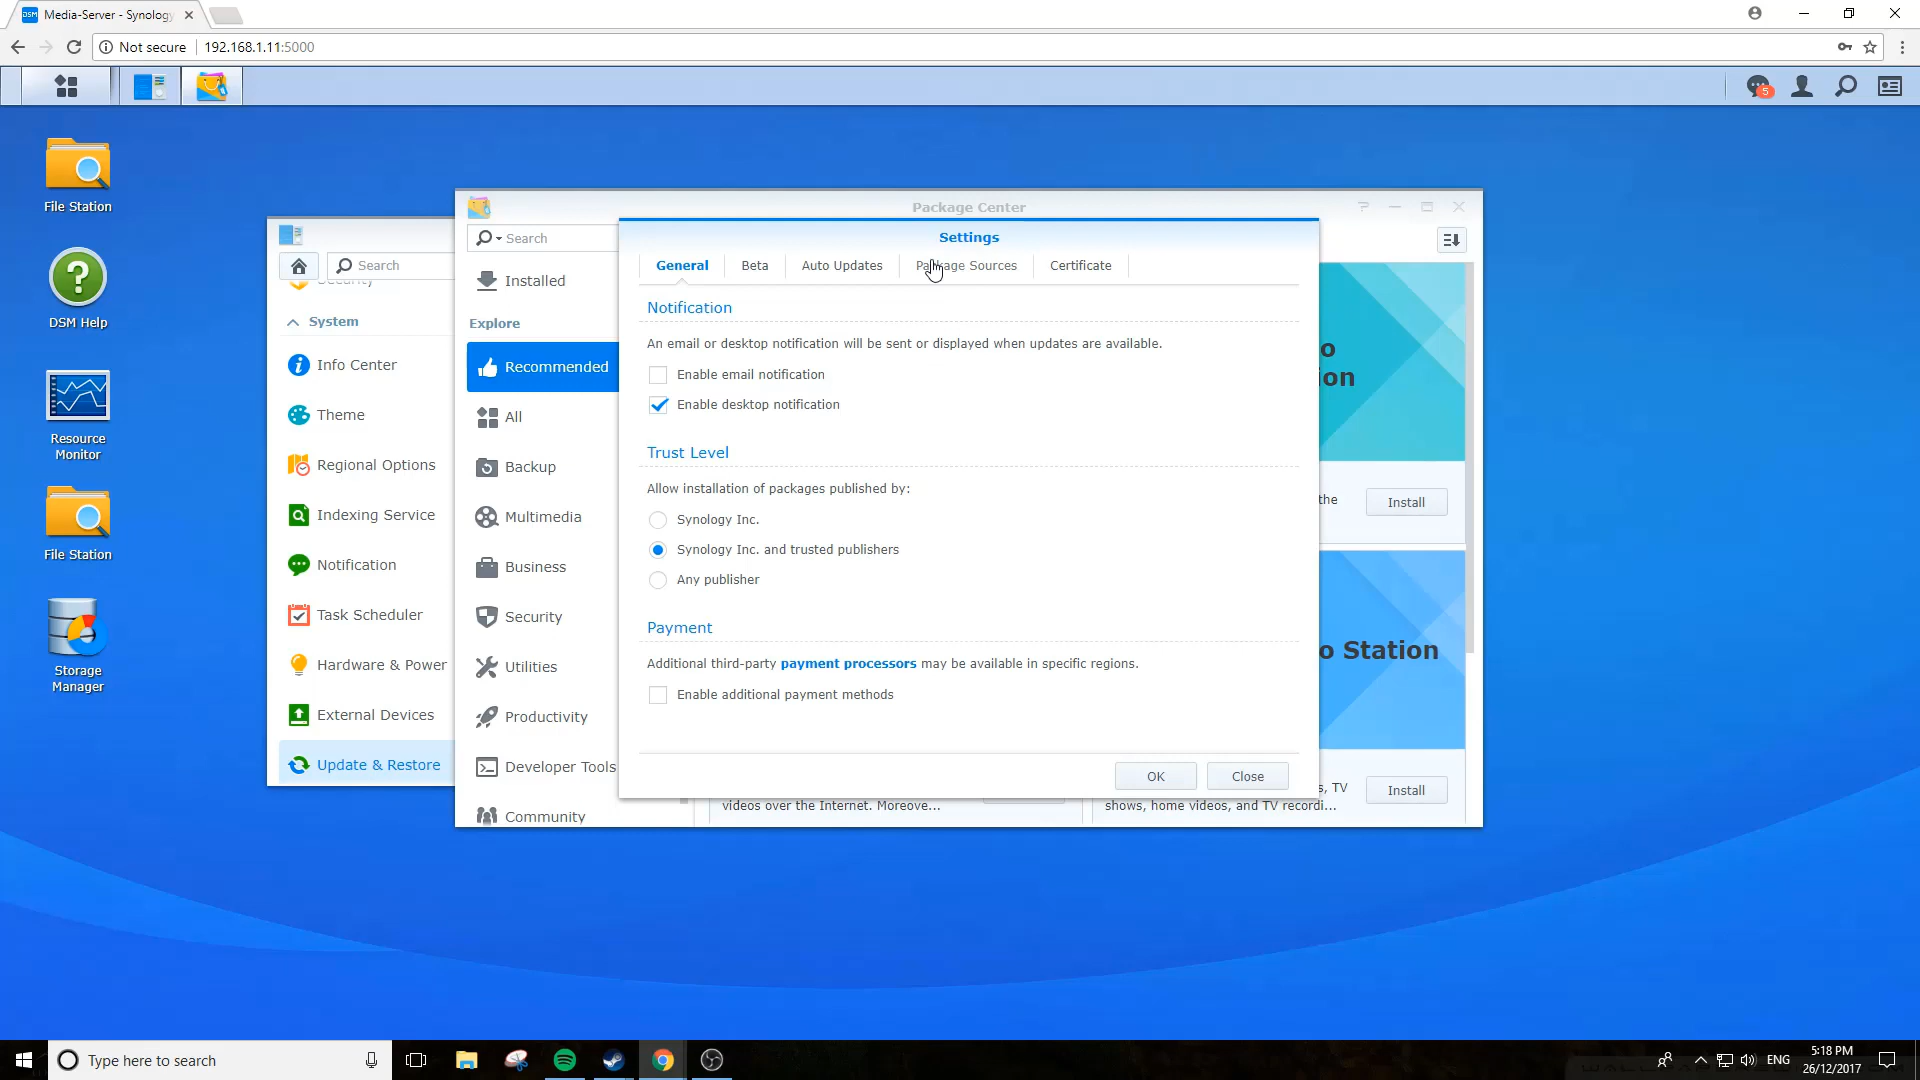 Media-Server - Synology
Not secure
192.168.1.11:5000
5
File Station
DSM Help
Resource
Monitor
File Station
Storage
Manager
Search
Security
System
Info Center
Theme
Regional Options
Indexing Service
Notification
Task Scheduler
Hardware & Power
External Devices
Update & Restore
Package Center
Search
Installed
Explore
Recommended
All
Backup
Multimedia
Business
Security
Utilities
Productivity
Developer Tools
Community
Settings
General
Beta
Auto Updates
Package Sources
Certificate
Notification
An email or desktop notification will be sent or displayed when updates are available.
Enable email notification
Enable desktop notification
Trust Level
Allow installation of packages published by:
Synology Inc.
Synology Inc. and trusted publishers
Any publisher
Payment
Additional third-party payment processors may be available in specific regions.
Enable additional payment methods
OK
Close
o
ion
the
Install
o Station
videos over the Internet. Moreove...
s, TV
shows, home videos, and TV recordi...
Install
Type here to search
ENG
5:18 PM
26/12/2017